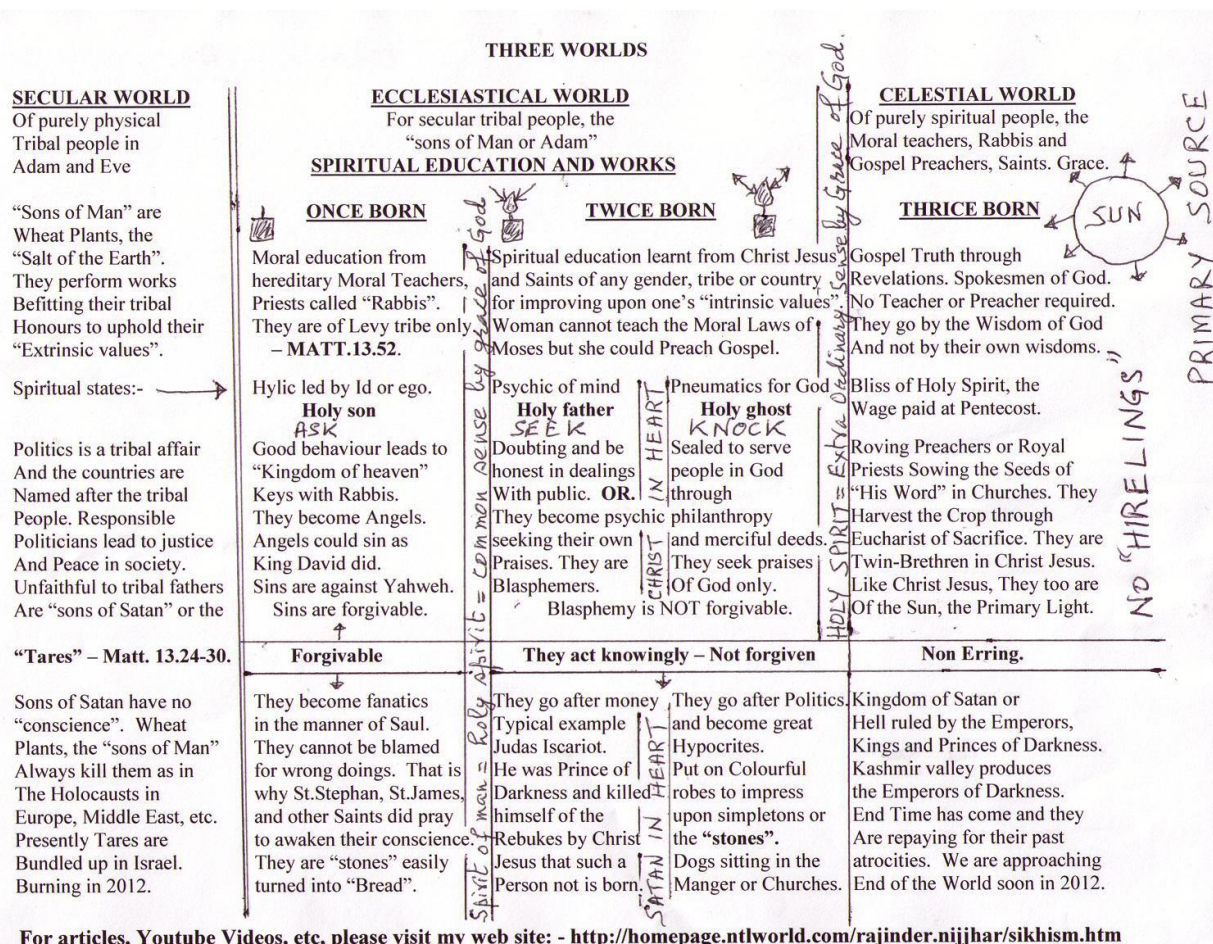 THREE WORLDS
SECULAR WORLD
Of purely physical
Tribal people in
Adam and Eve
"Sons of Man" are
Wheat Plants, the
"Salt of the Earth".
They perform works
Befitting their tribal
Honours to uphold their
"Extrinsic values".
Spiritual states:-
Politics is a tribal affair
And the countries are
Named after the tribal
People. Responsible
Politicians lead to justice
And Peace in society.
Unfaithful to tribal fathers
Are "sons of Satan" or the
"Tares" – Matt. 13.24-30.
Sons of Satan have no
"conscience". Wheat
Plants, the "sons of Man"
Always kill them as in
The Holocausts in
Europe, Middle East, etc.
Presently Tares are
Bundled up in Israel.
Burning in 2012.
ECCLESIASTICAL WORLD
For secular tribal people, the
"sons of Man or Adam"
SPIRITUAL EDUCATION AND WORKS
ONCE BORN
Moral education from
hereditary Moral Teachers,
Priests called "Rabbis".
They are of Levy tribe only
– MATT.13.52.
Hylic led by Id or ego.
Holy son
ASK
Good behaviour leads to
"Kingdom of heaven"
Keys with Rabbis.
They become Angels.
Angels could sin as
King David did.
Sins are against Yahweh.
Sins are forgivable.
Forgivable
They become fanatics
in the manner of Saul.
They cannot be blamed
for wrong doings. That is
why St.Stephan, St.James,
and other Saints did pray
to awaken their conscience.
They are "stones" easily
turned into "Bread".
Spirit of man = holy spirit = common sense by grace of God
TWICE BORN
Spiritual education learnt from Christ Jesus
and Saints of any gender, tribe or country
for improving upon one's "intrinsic values".
Woman cannot teach the Moral Laws of
Moses but she could Preach Gospel.
Psychic of mind
Holy father
SEEK
Doubting and be
honest in dealings
With public. OR.
IN HEART
Pneumatics for God
Holy ghost
KNOCK
Sealed to serve
people in God
through
They become psychic philanthropy
seeking their own
Praises. They are
Blasphemers.
CHRIST
and merciful deeds.
They seek praises
Of God only.
Blasphemy is NOT forgivable.
They act knowingly – Not forgiven
They go after money
Typical example
Judas Iscariot.
He was Prince of
Darkness and killed
himself of the
Rebukes by Christ
Jesus that such a
Person not is born.
SATAN IN HEART
They go after Politics
and become great
Hypocrites.
Put on Colourful
robes to impress
upon simpletons or
the "stones".
Dogs sitting in the
Manger or Churches.
HOLY SPIRIT = Extra Ordinary Sense by Grace of God.
CELESTIAL WORLD
Of purely spiritual people, the
Moral teachers, Rabbis and
Gospel Preachers, Saints. Grace.
THRICE BORN
SUN
PRIMARY SOURCE
Gospel Truth through
Revelations. Spokesmen of God.
No Teacher or Preacher required.
They go by the Wisdom of God
And not by their own wisdoms.
Bliss of Holy Spirit, the
Wage paid at Pentecost.
Roving Preachers or Royal
Priests Sowing the Seeds of
"His Word" in Churches. They
Harvest the Crop through
Eucharist of Sacrifice. They are
Twin-Brethren in Christ Jesus.
Like Christ Jesus, They too are
Of the Sun, the Primary Light.
NO "HIRELINGS"
Non Erring.
Kingdom of Satan or
Hell ruled by the Emperors,
Kings and Princes of Darkness.
Kashmir valley produces
the Emperors of Darkness.
End Time has come and they
Are repaying for their past
atrocities. We are approaching
End of the World soon in 2012.
For articles, Youtube Videos, etc. please visit my web site: - http://homepage.ntlworld.com/rajinder.nijjhar/sikhism.htm